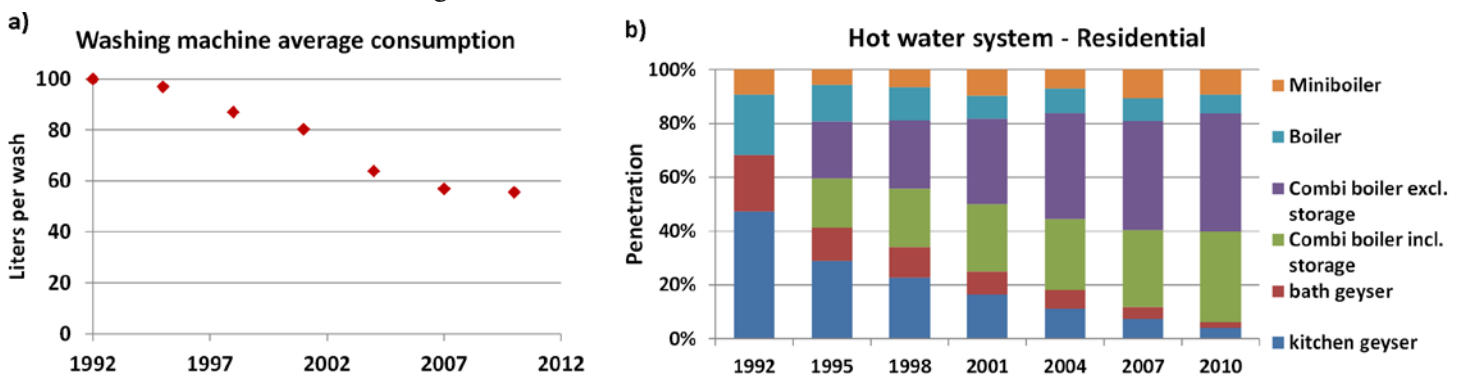 a)
Washing machine average consumption
Liters per wash
100
80
60
40
20
0
1992
1997
2002
2007
2012
b)
Hot water system - Residential
Penetration
100%
80%
60%
40%
20%
0%
1992
1995
1998
2001
2004
2007
2010
Miniboiler
Boiler
Combi boiler excl.
storage
Combi boiler incl.
storage
bath geyser
kitchen geyser